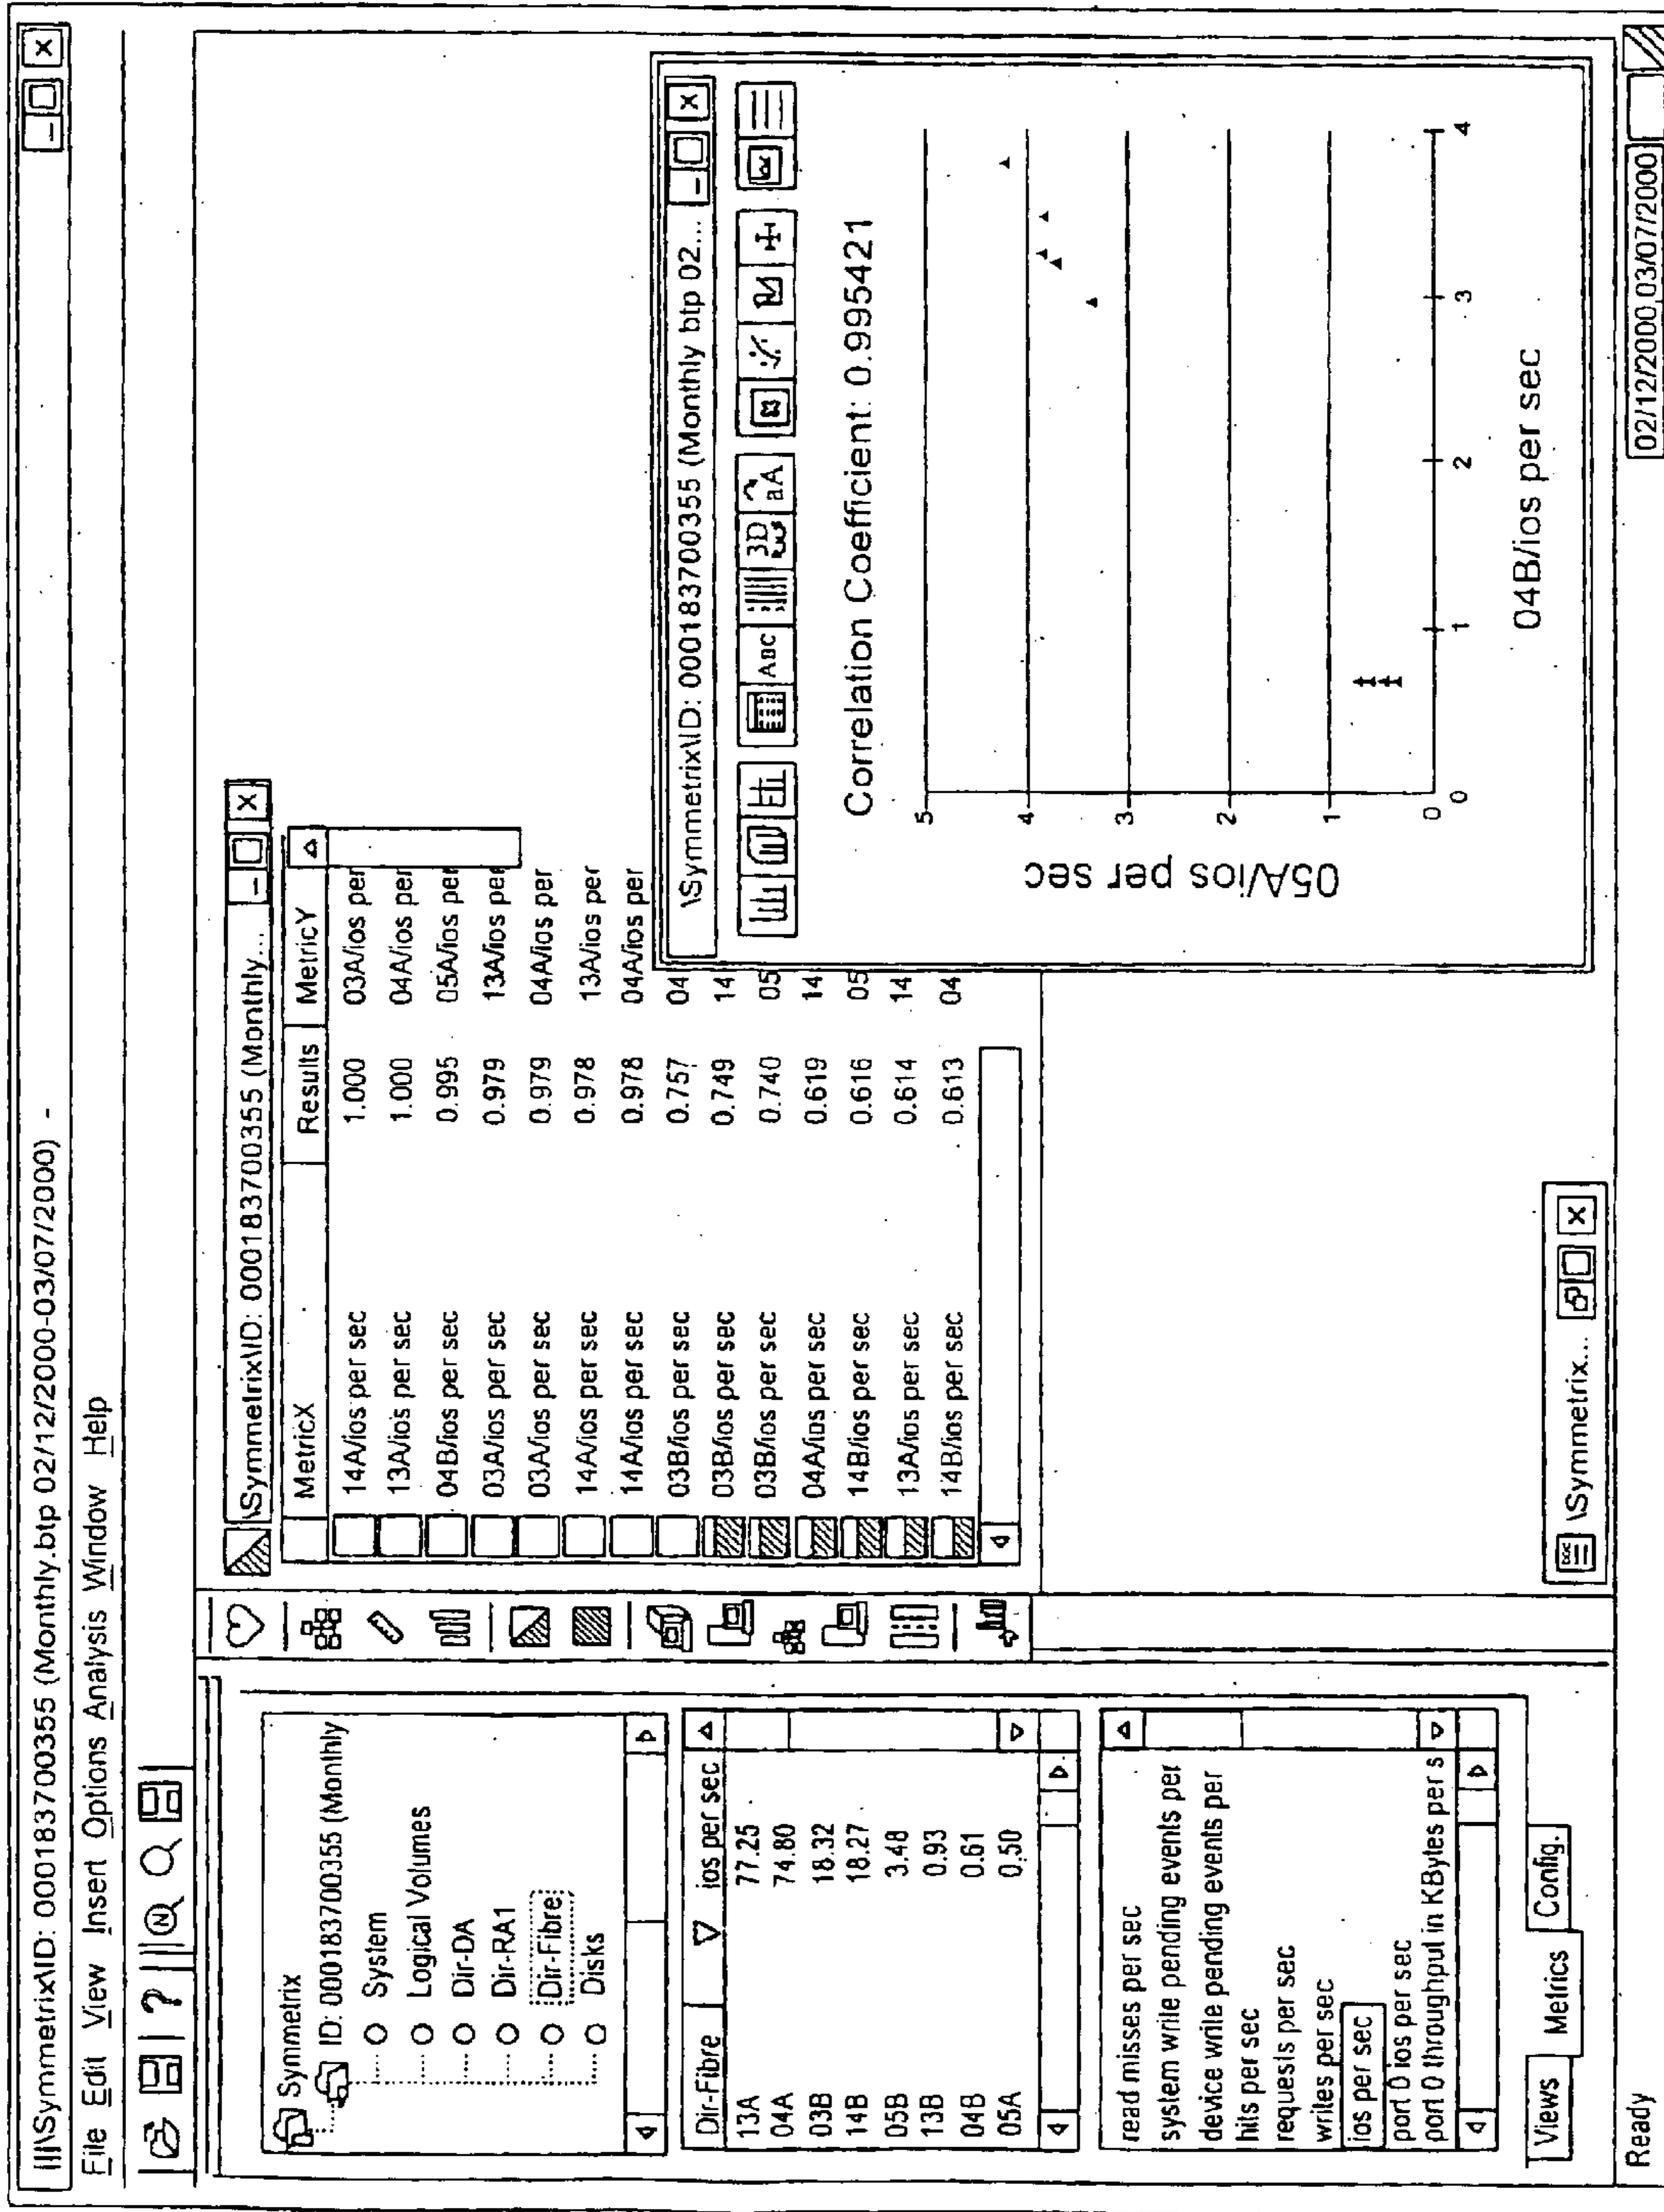 \Symmetrix\ID: 000183700355 (Monthly.btp 02/12/2000-03/07/2000) -
File Edit View Insert Options Analysis Window Help
?
N
Symmetrix
ID: 000183700355 (Monthly
System
Logical Volumes
Dir-DA
Dir-RA1
Dir-Fibre
Disks
Dir-Fibre ios per sec
13A 77.25
04A 74.80
03B 18.32
14B 18.27
05B 3.48
13B 0.93
04B 0.61
05A 0.50
read misses per sec
system write pending events per
device write pending events per
hits per sec
requests per sec
writes per sec
ios per sec
port 0 ios per sec
port 0 throughput in KBytes per s
Views Metrics Config.
Ready
\Symmetrix\ID: 000183700355 (Monthly...
MetricX Results MetricY
14A/ios per sec 1.000 03A/ios per
13A/ios per sec 1.000 04A/ios per
04B/ios per sec 0.995 05A/ios per
03A/ios per sec 0.979 13A/ios per
03A/ios per sec 0.979 04A/ios per
14A/ios per sec 0.978 13A/ios per
14A/ios per sec 0.978 04A/ios per
03B/ios per sec 0.757 04
03B/ios per sec 0.749 14
03B/ios per sec 0.740 05
04A/ios per sec 0.619 14
14B/ios per sec 0.616 05
13A/ios per sec 0.614 14
14B/ios per sec 0.613 04
\Symmetrix\ID: 000183700355 (Monthly btp 02...
ABC 3D aA
Correlation Coefficient: 0.995421
05A/ios per sec
5
4
3
2
1
0
0 1 2 3 4
04B/ios per sec
\Symmetrix...
02/12/2000 03/07/2000